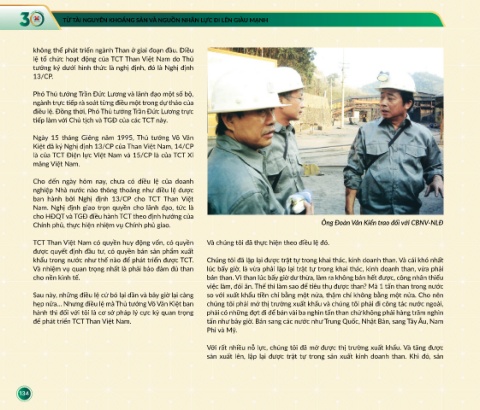 30
TỪ TÀI NGUYÊN KHOÁNG SẢN VÀ NGUỒN NHÂN LỰC ĐI LÊN GIÀU MẠNH
không thể phát triển ngành Than ở giai đoạn đầu. Điều
lệ tổ chức hoạt động của TCT Than Việt Nam do Thủ
tướng ký dưới hình thức là nghị định, đó là Nghị định
13/CP.
Phó Thủ tướng Trần Đức Lương và lãnh đạo một số bộ,
ngành trực tiếp rà soát từng điều một trong dự thảo của
điều lệ. Đồng thời, Phó Thủ tướng Trần Đức Lương trực
tiếp làm với Chủ tịch và TGĐ của các TCT này.
Ngày 15 tháng Giêng năm 1995, Thủ tướng Võ Văn
Kiệt đã ký Nghị định 13/CP của Than Việt Nam, 14/CP
là của TCT Điện lực Việt Nam và 15/CP là của TCT Xi
măng Việt Nam.
Cho đến ngày hôm nay, chưa có điều lệ của doanh
nghiệp Nhà nước nào thông thoáng như điều lệ được
ban hành bởi Nghị định 13/CP cho TCT Than Việt
Nam. Nghị định giao trọn quyền cho lãnh đạo, tức là
cho HĐQT và TGĐ điều hành TCT theo định hướng của
Chính phủ, thực hiện nhiệm vụ Chính phủ giao.
TCT Than Việt Nam có quyền huy động vốn, có quyền
được quyết định đầu tư, có quyền bán sản phẩm xuất
khẩu trong nước như thế nào để phát triển được TCT.
Và nhiệm vụ quan trọng nhất là phải bảo đảm đủ than
cho nền kinh tế.
Sau này, những điều lệ cứ bó lại dần và bây giờ lại càng
hẹp nữa... Nhưng điều lệ mà Thủ tướng Võ Văn Kiệt ban
hành thì đối với tôi là cơ sở pháp lý cực kỳ quan trọng
để phát triển TCT Than Việt Nam.
Ông Đoàn Văn Kiển trao đổi với CBNV-NLĐ
Và chúng tôi đã thực hiện theo điều lệ đó.
Chúng tôi đã lập lại được trật tự trong khai thác, kinh doanh than. Và cái khó nhất
lúc bấy giờ, là vừa phải lập lại trật tự trong khai thác, kinh doanh than, vừa phải
bán than. Vì than lúc bấy giờ dư thừa, làm ra không bán hết được, công nhân thiếu
việc làm, đói ăn. Thế thì làm sao để tiêu thụ được than? Mà 1 tấn than trong nước
so với xuất khẩu tiền chỉ bằng một nửa, thậm chí không bằng một nửa. Cho nên
chúng tôi phải mở thị trường xuất khẩu và chúng tôi phải đi công tác nước ngoài,
phải có những đợt đi để bán vài ba nghìn tấn than chứ không phải hàng trăm nghìn
tấn như bây giờ. Bán sang các nước như Trung Quốc, Nhật Bản, sang Tây Âu, Nam
Phi và Mỹ.
Với rất nhiều nỗ lực, chúng tôi đã mở được thị trường xuất khẩu. Và tăng được
sản xuất lên, lập lại được trật tự trong sản xuất kinh doanh than. Khi đó, sản
134